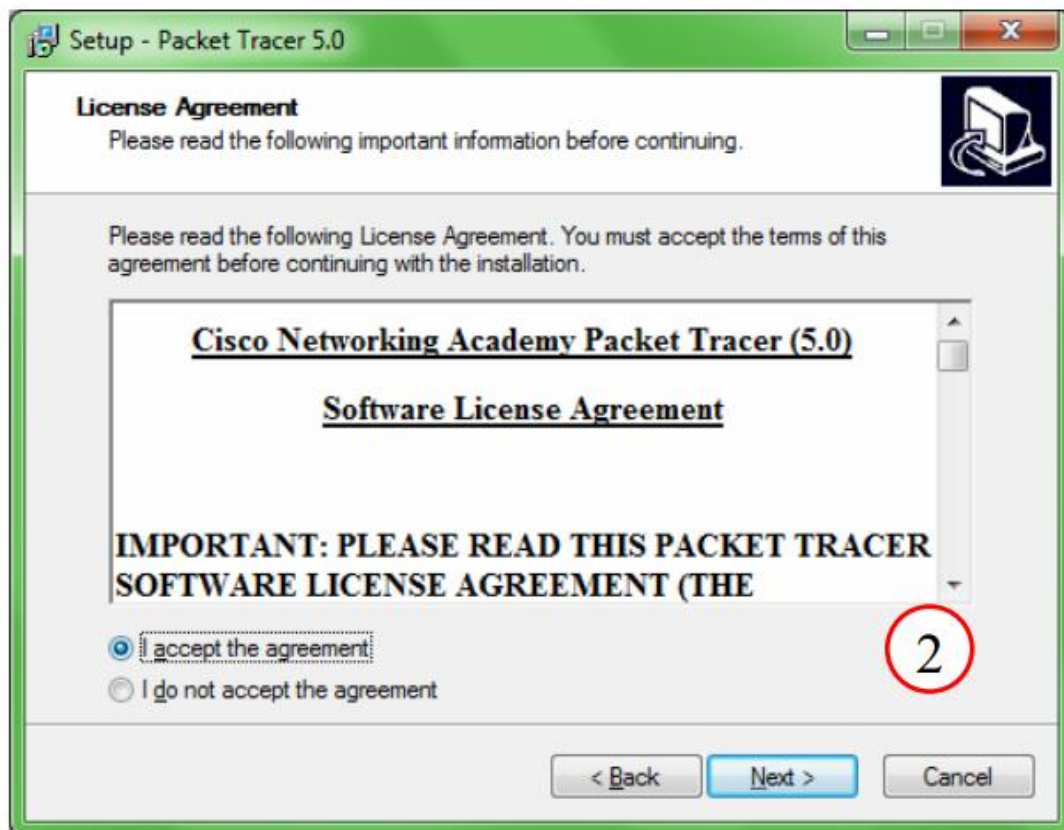 Setup - Packet Tracer 5.0
License Agreement
Please read the following important information before continuing.
Please read the following License Agreement. You must accept the terms of this
agreement before continuing with the installation.
Cisco Networking Academy Packet Tracer (5.0)
Software License Agreement
IMPORTANT: PLEASE READ THIS PACKET TRACER
SOFTWARE LICENSE AGREEMENT (THE
I accept the agreement
2
I do not accept the agreement
< Back
Next >
Cancel